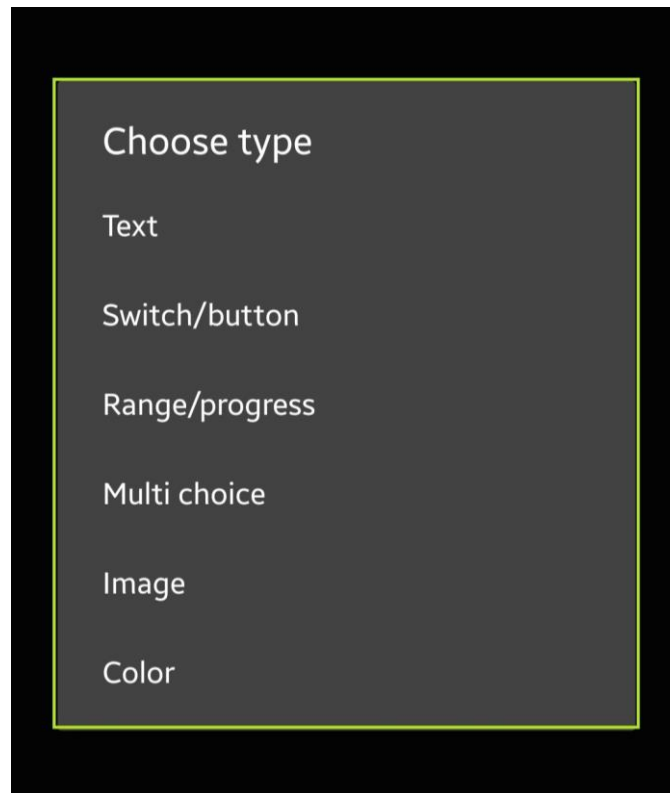 Choose type
Text
Switch/button
Range/progress
Multi choice
Image
Color